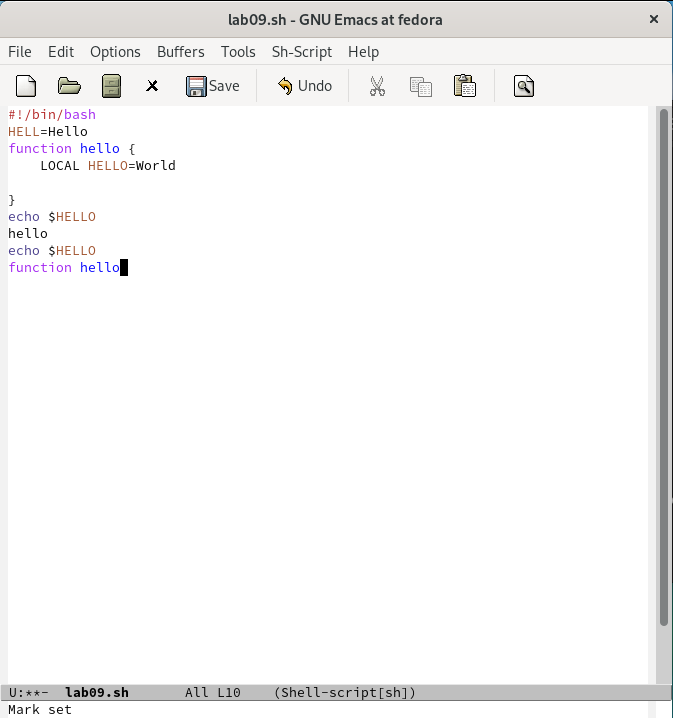 lab09.sh - GNU Emacs at fedora
File Edit Options Buffers Tools Sh-Script Help
Save Undo
#!/bin/bash
HELL=Hello
function hello {
    LOCAL HELLO=World
}
echo $HELLO
hello
echo $HELLO
function hello
U:**-  lab09.sh       All L10    (Shell-script[sh])
Mark set